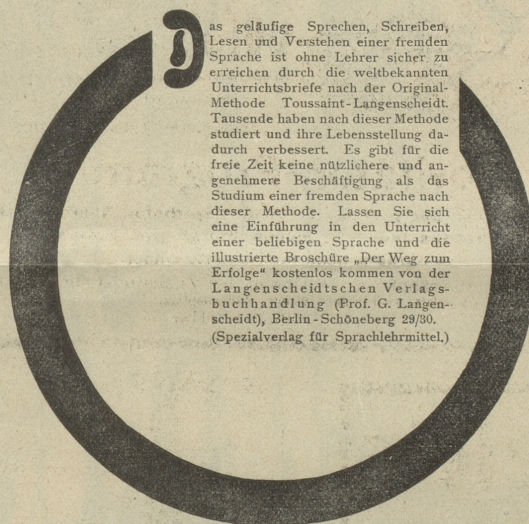 Das geläufige Sprechen, Schreiben,
Lesen und Verstehen einer fremden
Sprache ist ohne Lehrer sicher zu
erreichen durch die weltbekannten
Unterrichtsbriefe nach der Original-
Methode Toussaint-Langenscheidt.
Tausende haben nach dieser Methode
studiert und ihre Lebensstellung da-
durch verbessert. Es gibt für die
freie Zeit keine nützlichere und an-
genehmere Beschäftigung als das
Studium einer fremden Sprache nach
dieser Methode. Lassen Sie sich
eine Einführung in den Unterricht
einer beliebigen Sprache und die
illustrierte Broschüre „Der Weg zum
Erfolge“ kostenlos kommen von der
Langenscheidtschen Verlags-
buchhandlung (Prof. G. Langen-
scheidt), Berlin-Schöneberg 29/30.
(Spezialverlag für Sprachlehrmittel.)